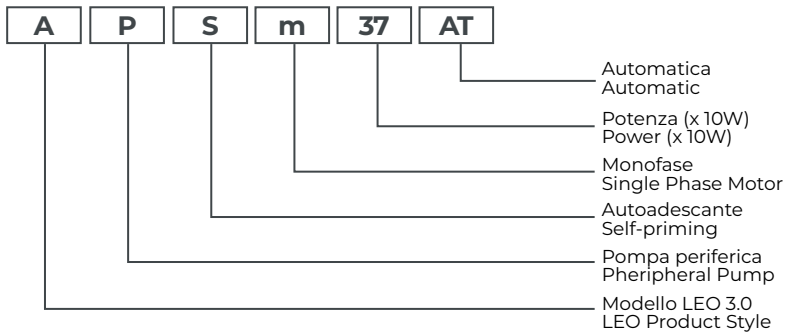 A P S m 37 AT
Automatica
Automatic
Potenza (x 10W)
Power (x 10W)
Monofase
Single Phase Motor
Autoadescante
Self-priming
Pompa periferica
Pheripheral Pump
Modello LEO 3.0
LEO Product Style